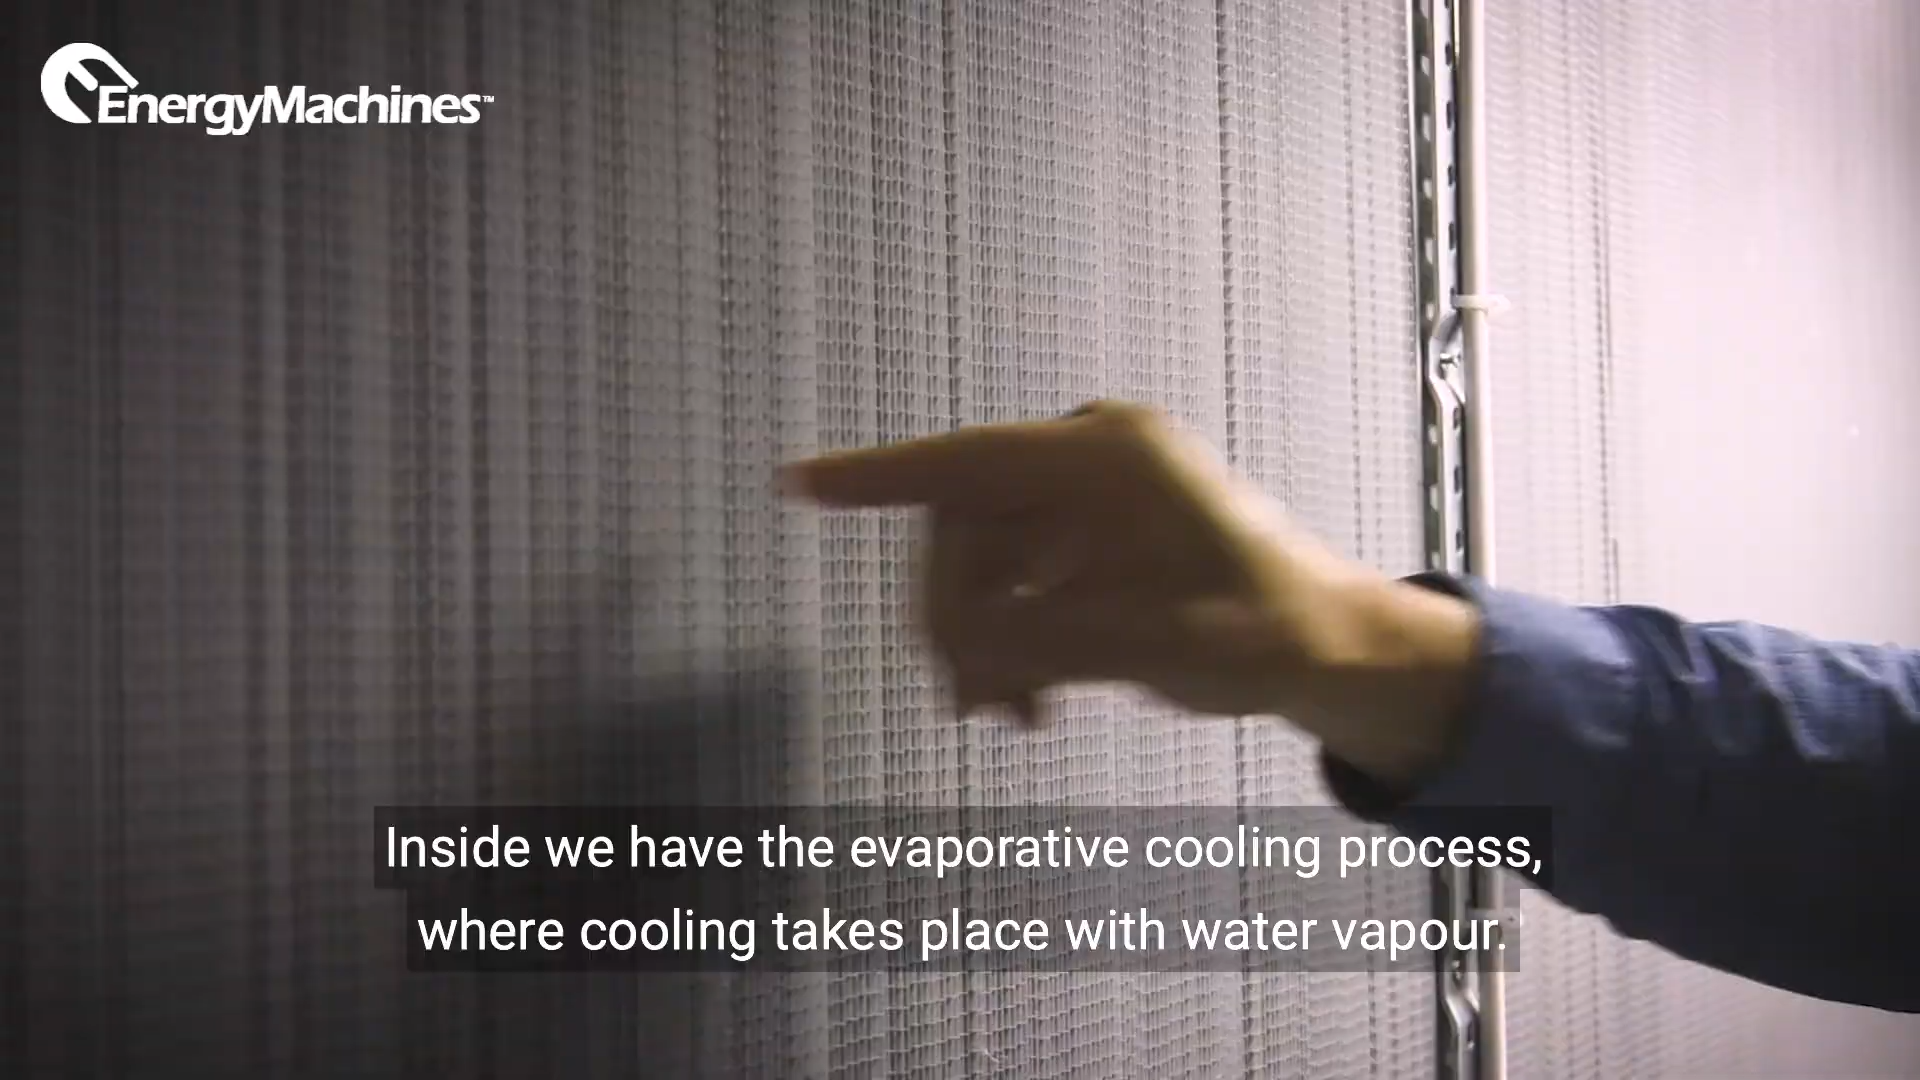 EnergyMachines™
Inside we have the evaporative cooling process,
where cooling takes place with water vapour.